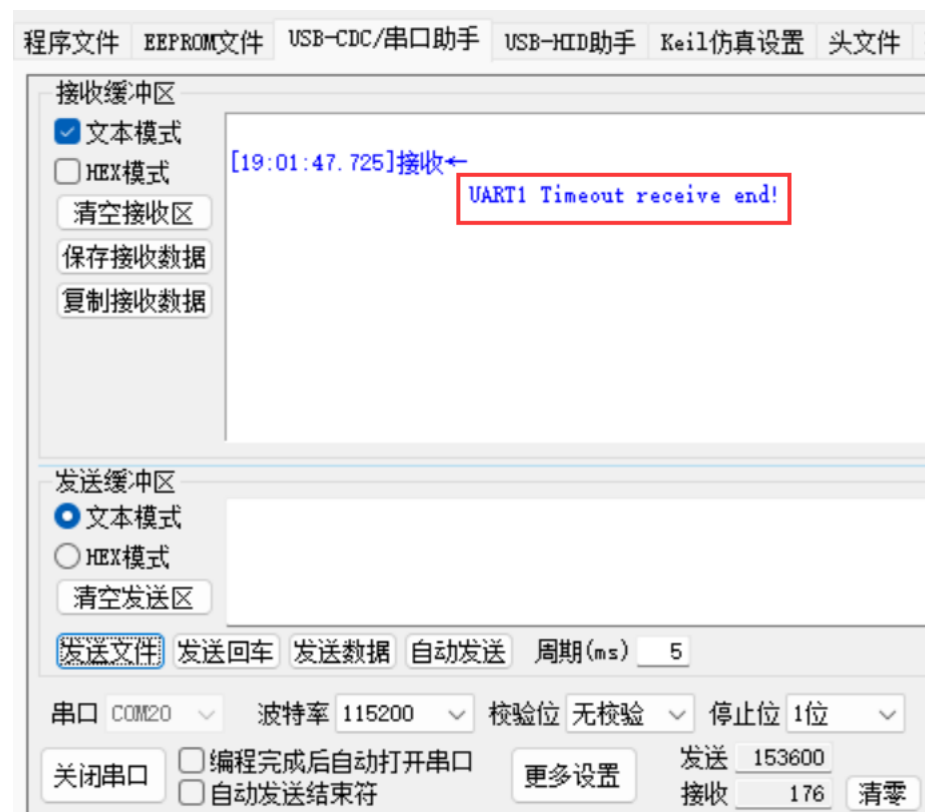 程序文件 EEPROM文件 USB-CDC/串口助手 USB-HID助手 Keil仿真设置 头文件
接收缓冲区
文本模式
HEX模式
清空接收区
保存接收数据
复制接收数据
[19:01:47.725]接收←
UART1 Timeout receive end!
发送缓冲区
文本模式
HEX模式
清空发送区
发送文件 发送回车 发送数据 自动发送 周期(ms) 5
串口 COM20 波特率 115200 校验位 无校验 停止位 1位
关闭串口 编程完成后自动打开串口 更多设置 发送 153600
自动发送结束符 接收 176 清零